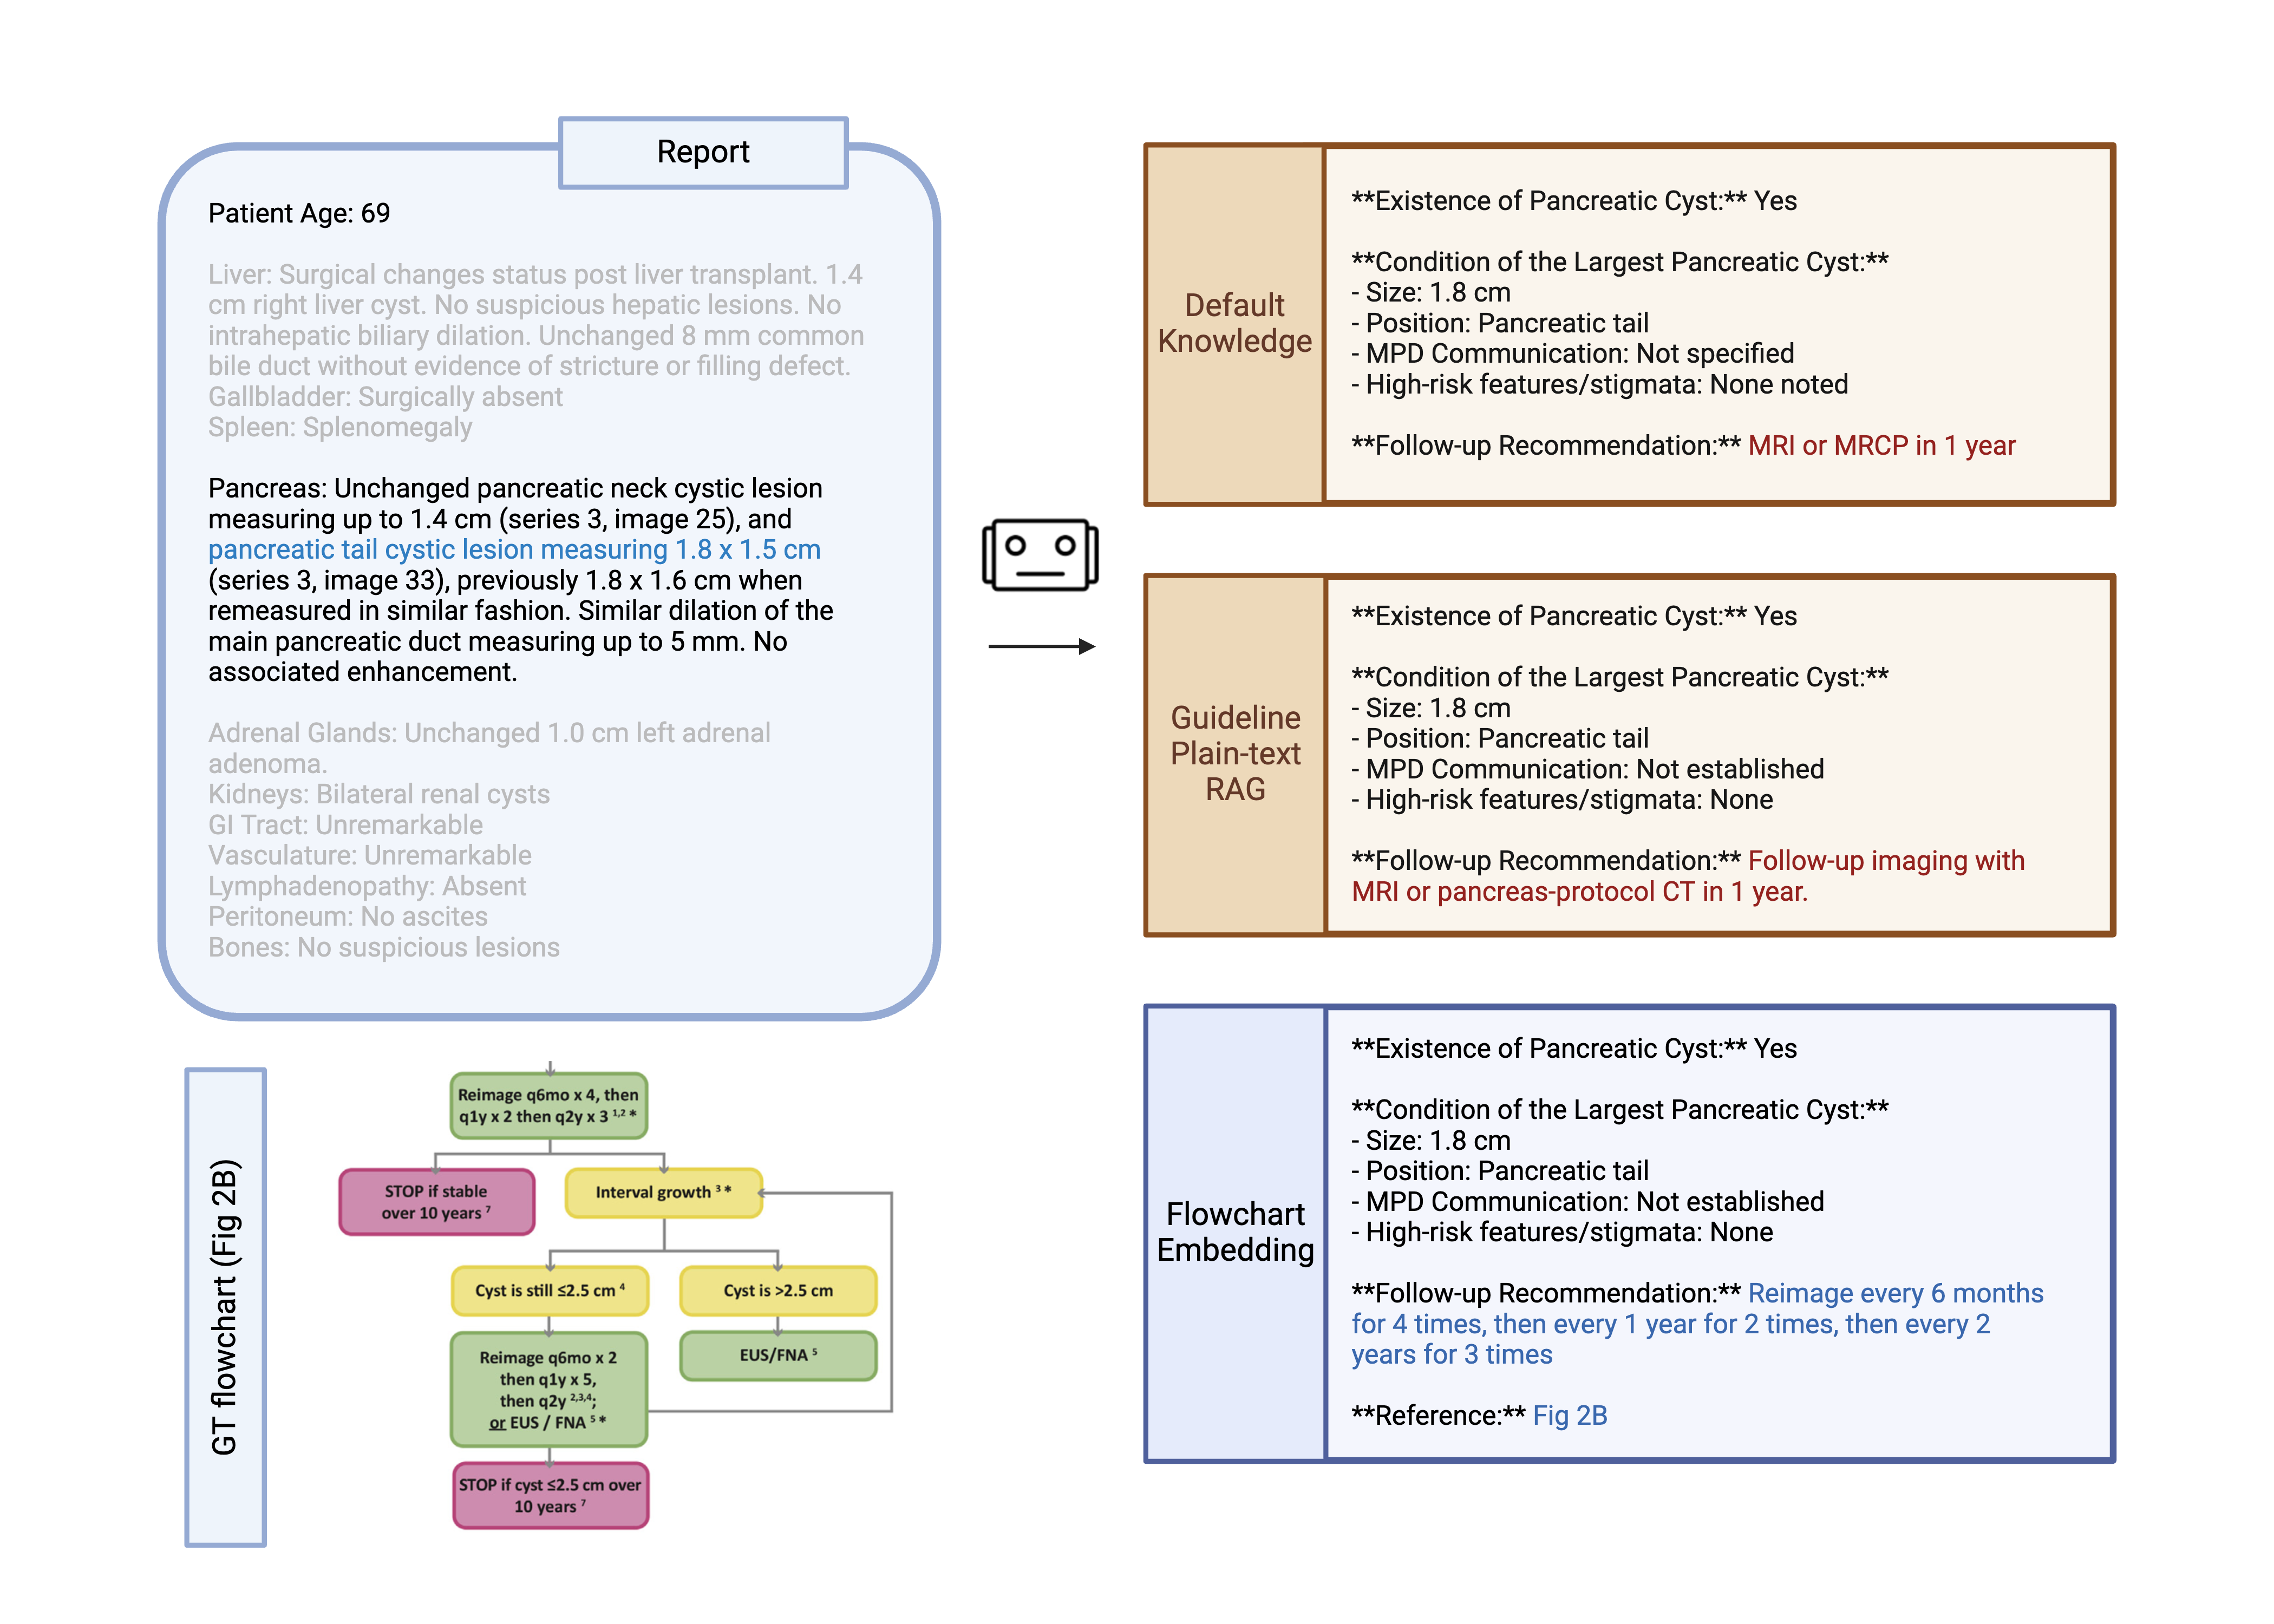 Report
Patient Age: 69
Liver: Surgical changes status post liver transplant. 1.4
cm right liver cyst. No suspicious hepatic lesions. No
intrahepatic biliary dilation. Unchanged 8 mm common
bile duct without evidence of stricture or filling defect.
Gallbladder: Surgically absent
Spleen: Splenomegaly
Pancreas: Unchanged pancreatic neck cystic lesion
measuring up to 1.4 cm (series 3, image 25), and
pancreatic tail cystic lesion measuring 1.8 x 1.5 cm
(series 3, image 33), previously 1.8 x 1.6 cm when
remeasured in similar fashion. Similar dilation of the
main pancreatic duct measuring up to 5 mm. No
associated enhancement.
Adrenal Glands: Unchanged 1.0 cm left adrenal
adenoma.
Kidneys: Bilateral renal cysts
GI Tract: Unremarkable
Vasculature: Unremarkable
Lymphadenopathy: Absent
Peritoneum: No ascites
Bones: No suspicious lesions
GT flowchart (Fig 2B)
Reimage q6mo x 4, then
q1y x 2 then q2y x 3 1,2 *
STOP if stable
over 10 years 7
Interval growth 3 *
Cyst is still ≤2.5 cm 4
Cyst is >2.5 cm
Reimage q6mo x 2
then q1y x 5,
then q2y 2,3,4;
or EUS / FNA 5 *
EUS/FNA 5
STOP if cyst ≤2.5 cm over
10 years 7
Default
Knowledge
**Existence of Pancreatic Cyst:** Yes
**Condition of the Largest Pancreatic Cyst:**
- Size: 1.8 cm
- Position: Pancreatic tail
- MPD Communication: Not specified
- High-risk features/stigmata: None noted
**Follow-up Recommendation:** MRI or MRCP in 1 year
Guideline
Plain-text
RAG
**Existence of Pancreatic Cyst:** Yes
**Condition of the Largest Pancreatic Cyst:**
- Size: 1.8 cm
- Position: Pancreatic tail
- MPD Communication: Not established
- High-risk features/stigmata: None
**Follow-up Recommendation:** Follow-up imaging with
MRI or pancreas-protocol CT in 1 year.
Flowchart
Embedding
**Existence of Pancreatic Cyst:** Yes
**Condition of the Largest Pancreatic Cyst:**
- Size: 1.8 cm
- Position: Pancreatic tail
- MPD Communication: Not established
- High-risk features/stigmata: None
**Follow-up Recommendation:** Reimage every 6 months
for 4 times, then every 1 year for 2 times, then every 2
years for 3 times
**Reference:** Fig 2B